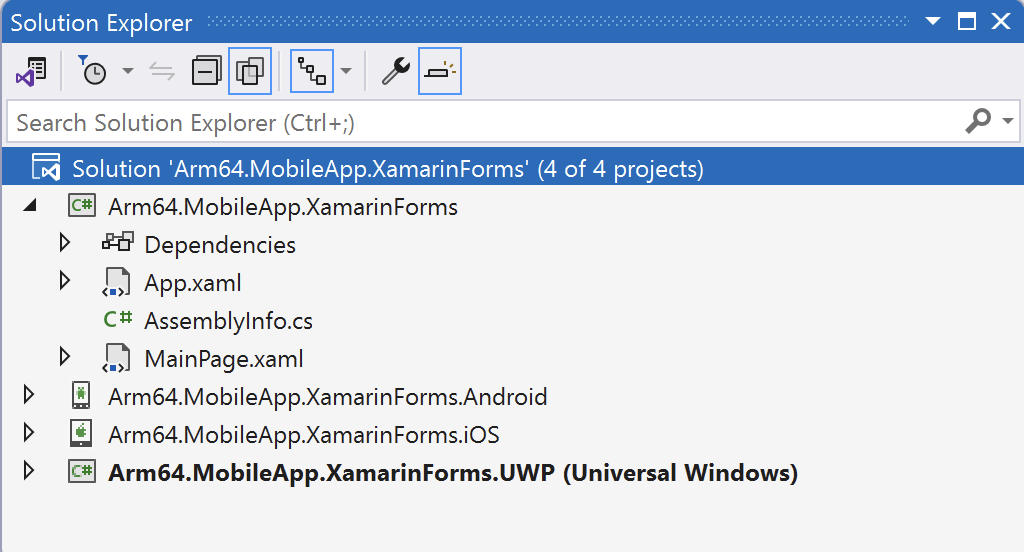 Solution Explorer
Search Solution Explorer (Ctrl+;)
Solution 'Arm64.MobileApp.XamarinForms' (4 of 4 projects)
C# Arm64.MobileApp.XamarinForms
Dependencies
App.xaml
C# AssemblyInfo.cs
MainPage.xaml
Arm64.MobileApp.XamarinForms.Android
Arm64.MobileApp.XamarinForms.iOS
C# Arm64.MobileApp.XamarinForms.UWP (Universal Windows)